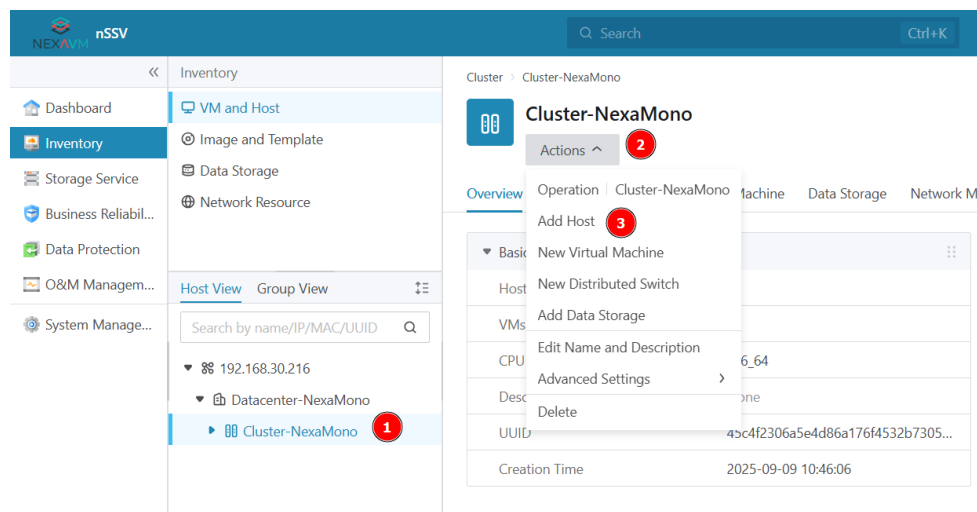 NEXAVM nSSV
Search Ctrl+K
Dashboard
Inventory
Storage Service
Business Reliabil...
Data Protection
O&M Managem...
System Manage...
Inventory
VM and Host
Image and Template
Data Storage
Network Resource
Host View Group View
Search by name/IP/MAC/UUID
192.168.30.216
Datacenter-NexaMono
Cluster-NexaMono 1
Cluster > Cluster-NexaMono
Cluster-NexaMono
Actions 2
Overview Machine Data Storage Network M
Operation Cluster-NexaMono
Add Host 3
New Virtual Machine
New Distributed Switch
Add Data Storage
Edit Name and Description
Advanced Settings
Delete
Basic
Host
VMs
CPU 6_64
Desc one
UUID 45c4f2306a5e4d86a176f4532b7305...
Creation Time 2025-09-09 10:46:06